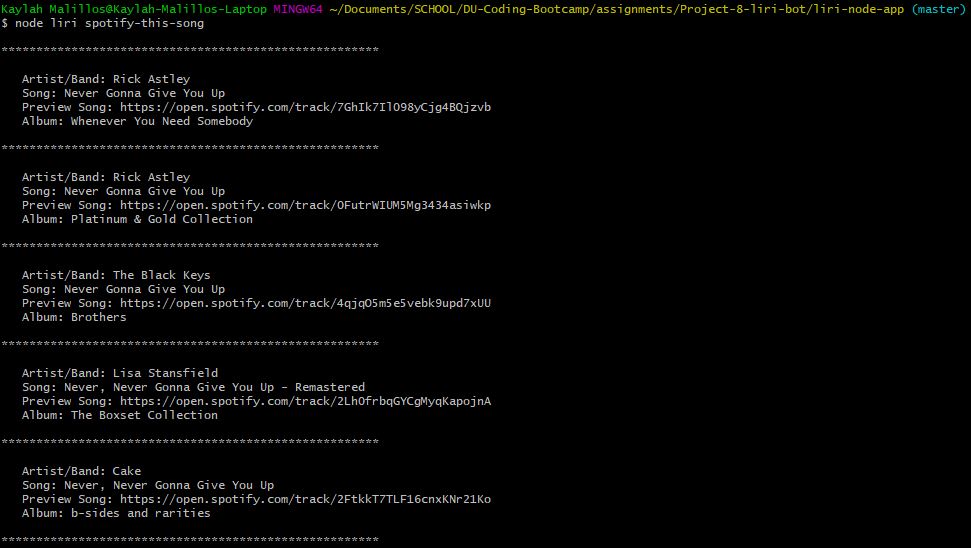 Kaylah Malillos@Kaylah-Malillos-Laptop MINGW64 ~/Documents/SCHOOL/DU-Coding-Bootcamp/assignments/Project-8-liri-bot/liri-node-app (master)
$ node liri spotify-this-song
******************************************************
Artist/Band: Rick Astley
Song: Never Gonna Give You Up
Preview Song: https://open.spotify.com/track/7GhIk7IlO98yCjg4BQjzvb
Album: Whenever You Need Somebody
******************************************************
Artist/Band: Rick Astley
Song: Never Gonna Give You Up
Preview Song: https://open.spotify.com/track/0FutrWIUM5Mg3434asiwkp
Album: Platinum & Gold Collection
******************************************************
Artist/Band: The Black Keys
Song: Never Gonna Give You Up
Preview Song: https://open.spotify.com/track/4qjqO5m5e5vebk9upd7xUU
Album: Brothers
******************************************************
Artist/Band: Lisa Stansfield
Song: Never, Never Gonna Give You Up - Remastered
Preview Song: https://open.spotify.com/track/2LhOfrbqGYCgMyqKapojnA
Album: The Boxset Collection
******************************************************
Artist/Band: Cake
Song: Never, Never Gonna Give You Up
Preview Song: https://open.spotify.com/track/2FtkkT7TLF16cnxKNr21Ko
Album: b-sides and rarities
******************************************************